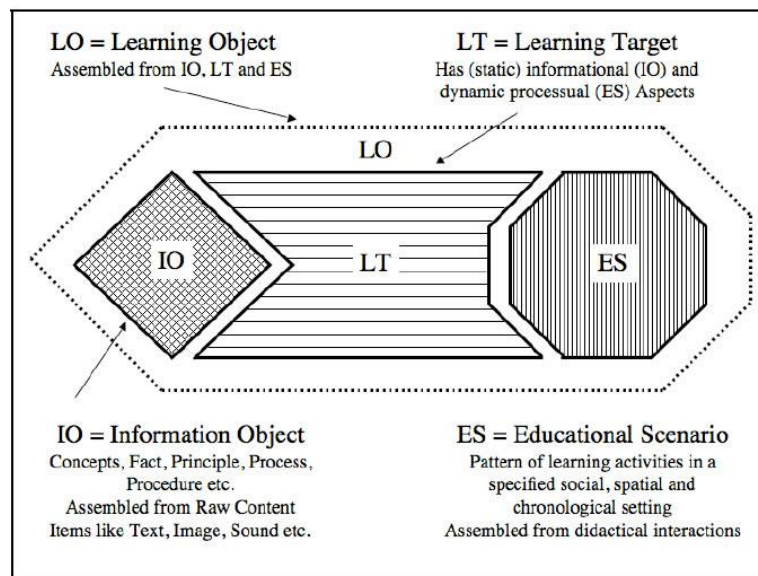 LO = Learning Object
Assembled from IO, LT and ES
LT = Learning Target
Has (static) informational (IO) and
dynamic processual (ES) Aspects
LO
IO
LT
ES
IO = Information Object
Concepts, Fact, Principle, Process,
Procedure etc.
Assembled from Raw Content
Items like Text, Image, Sound etc.
ES = Educational Scenario
Pattern of learning activities in a
specified social, spatial and
chronological setting
Assembled from didactical interactions